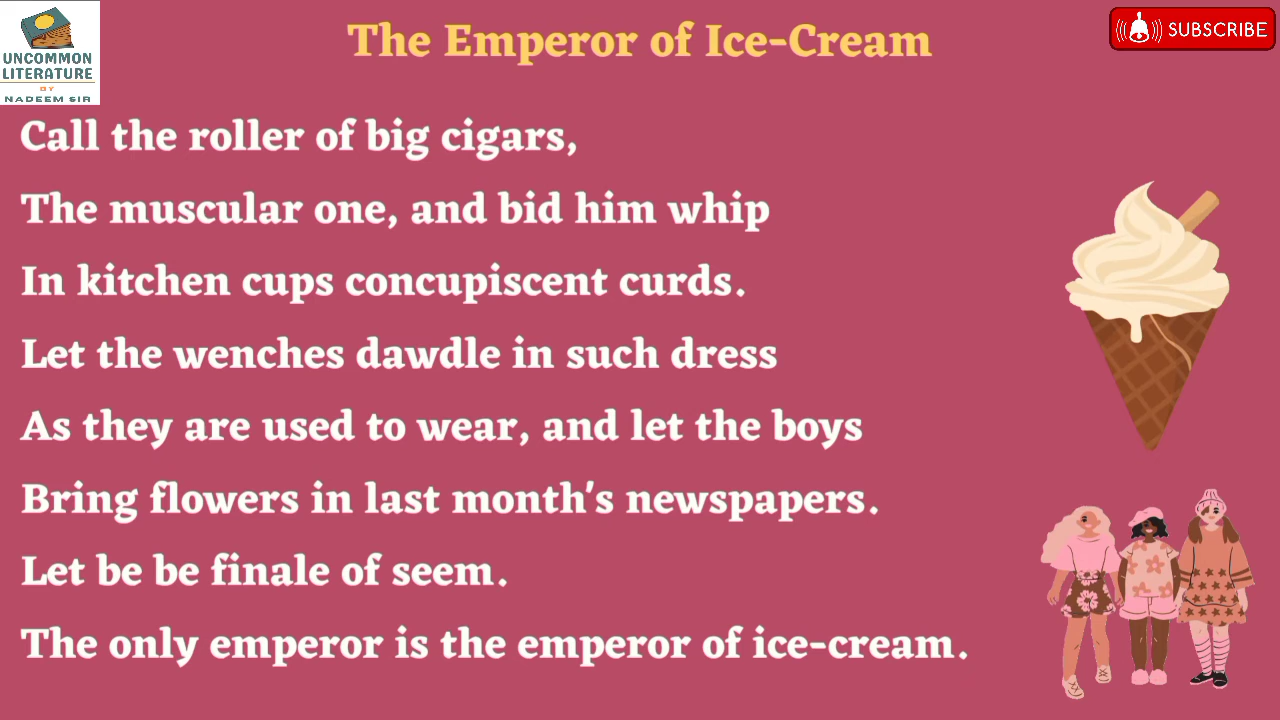 UNCOMMON
LITERATURE
BY
NADEEM SIR
The Emperor of Ice-Cream
SUBSCRIBE
Call the roller of big cigars,
The muscular one, and bid him whip
In kitchen cups concupiscent curds.
Let the wenches dawdle in such dress
As they are used to wear, and let the boys
Bring flowers in last month's newspapers.
Let be be finale of seem.
The only emperor is the emperor of ice-cream.